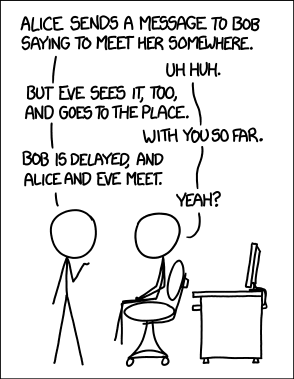 ALICE SENDS A MESSAGE TO BOB
SAYING TO MEET HER SOMEWHERE.
UH HUH.
BUT EVE SEES IT, TOO,
AND GOES TO THE PLACE.
WITH YOU SO FAR.
BOB IS DELAYED, AND
ALICE AND EVE MEET.
YEAH?